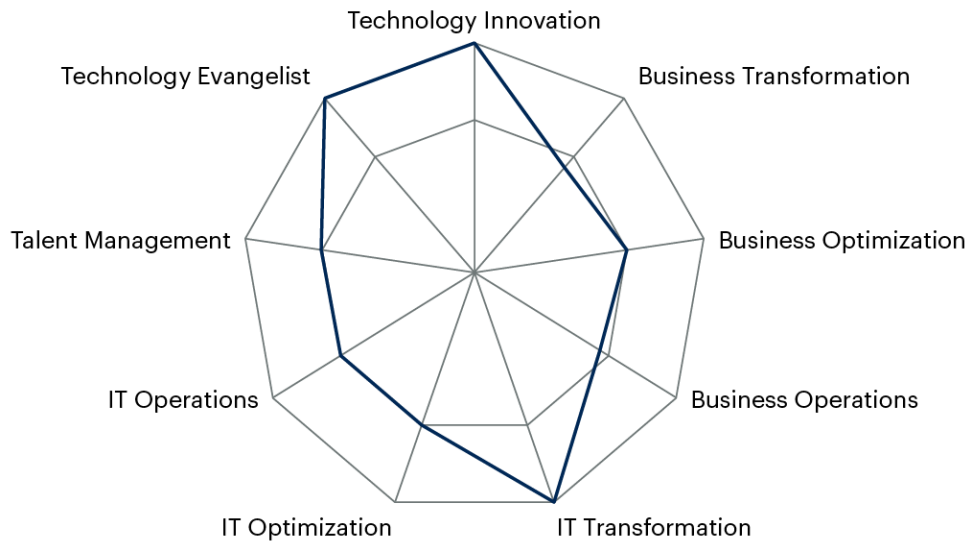 Technology Innovation
Technology Evangelist
Business Transformation
Talent Management
Business Optimization
IT Operations
Business Operations
IT Optimization
IT Transformation